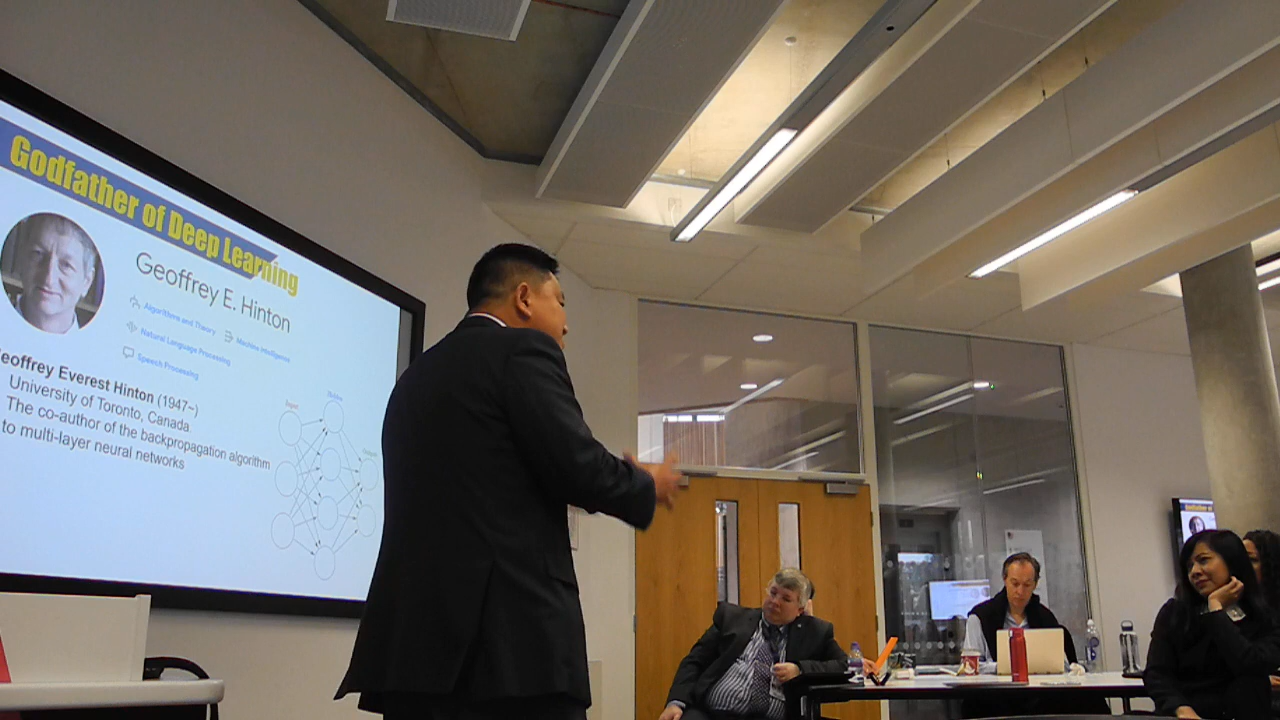 Godfather of Deep Learning
Geoffrey E. Hinton
Algorithms and Theory
Machine Intelligence
Natural Language Processing
Speech Processing
eoffrey Everest Hinton (1947~)
University of Toronto, Canada
The co-author of the backpropagation algorithm
to multi-layer neural networks